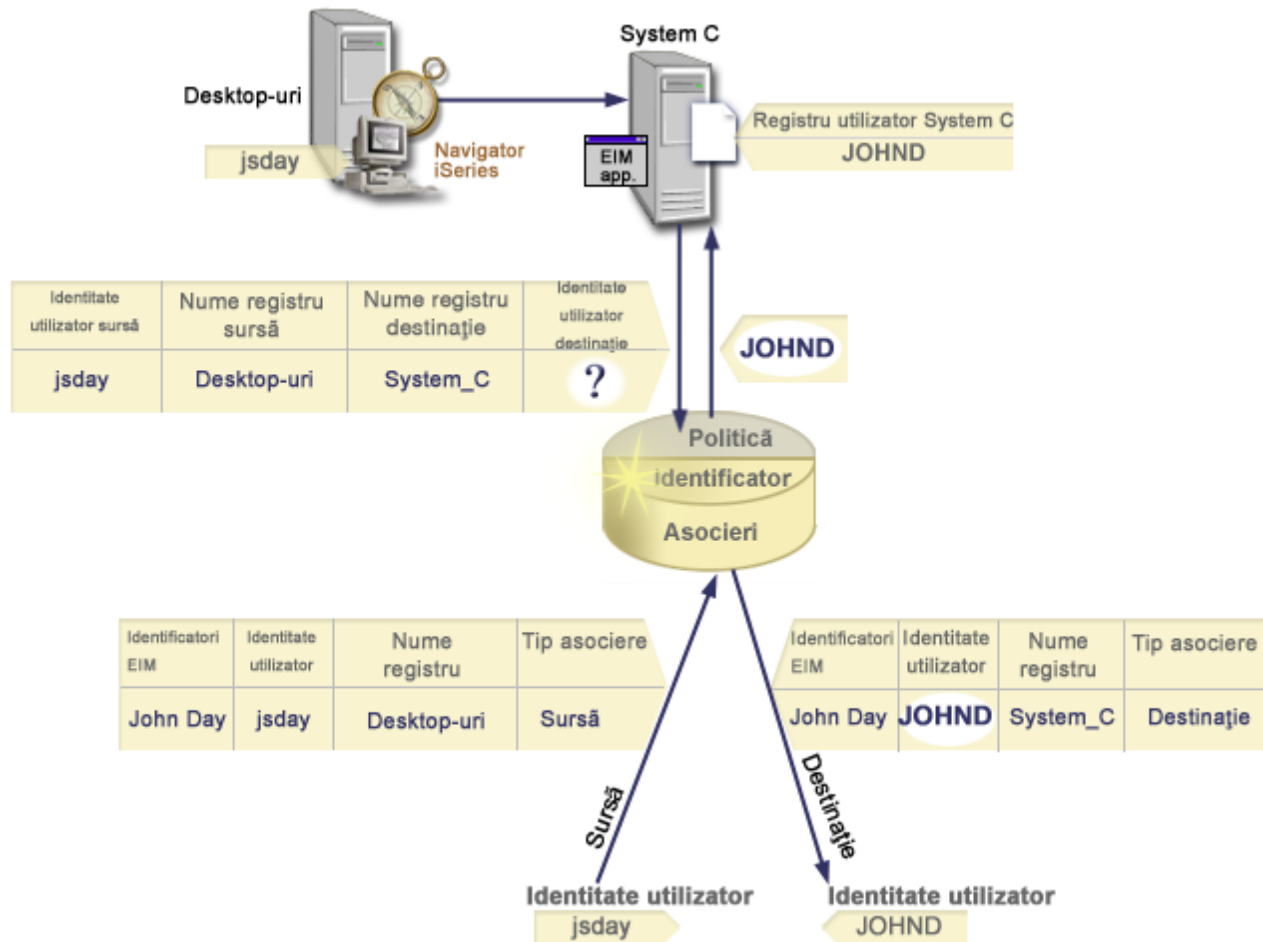 System C
Desktop-uri
jsday
Navigator
iSeries
EIM
app.
Registru utilizator System C
JOHND
Identitate
utilizator sursă
Nume registru
sursă
Nume registru
destinaţie
Identitate
utilizator
destinaţie
jsday
Desktop-uri
System_C
?
JOHND
Politică
identificator
Asocieri
Identificatori
EIM
Identitate
utilizator
Nume
registru
Tip asociere
John Day
jsday
Desktop-uri
Sursă
Identificatori
EIM
Identitate
utilizator
Nume
registru
Tip asociere
John Day
JOHND
System_C
Destinaţie
Sursă
Destinaţie
Identitate utilizator
jsday
Identitate utilizator
JOHND